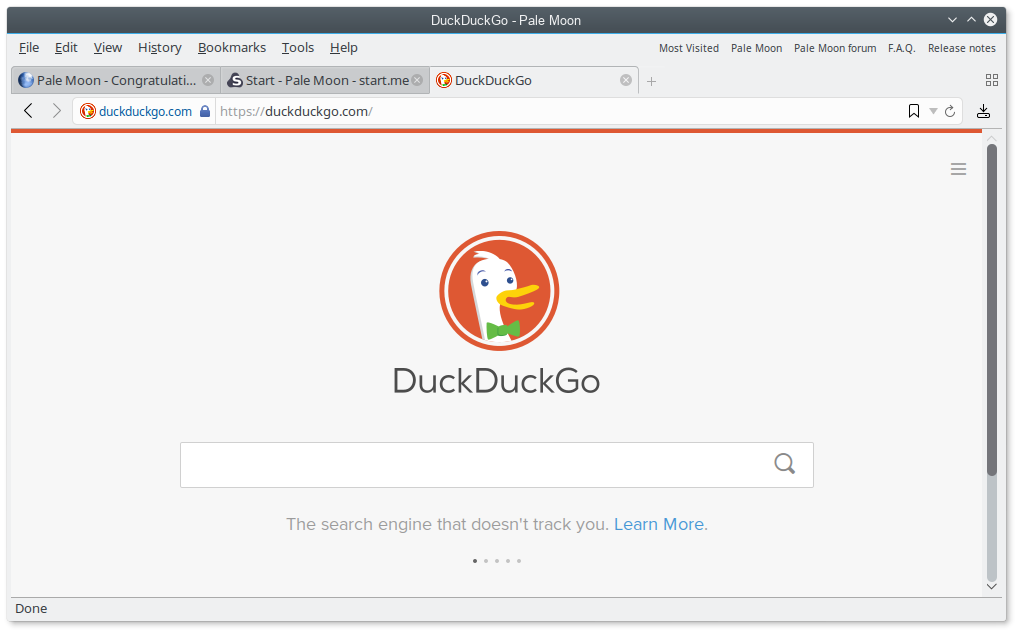 DuckDuckGo - Pale Moon
File Edit View History Bookmarks Tools Help Most Visited Pale Moon Pale Moon forum F.A.Q. Release notes
Pale Moon - Congratulati... Start - Pale Moon - start.me DuckDuckGo
duckduckgo.com https://duckduckgo.com/
DuckDuckGo
The search engine that doesn't track you. Learn More.
Done